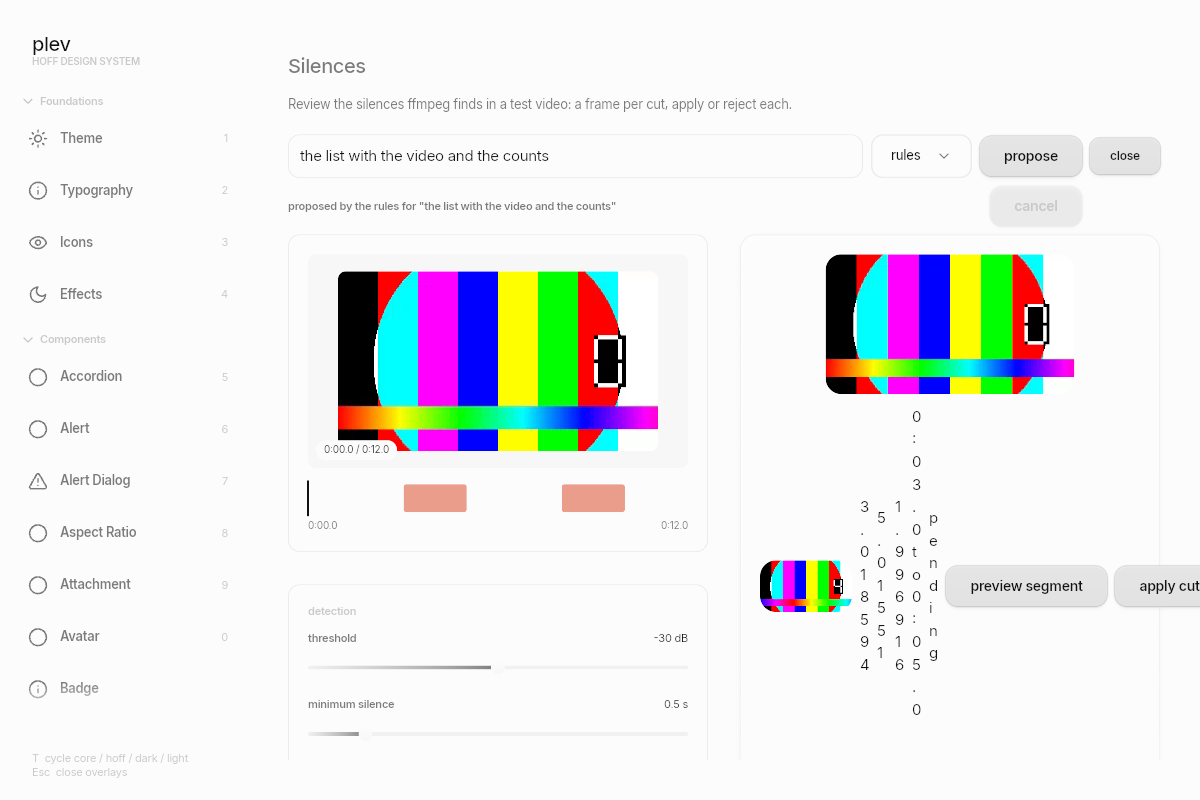 plev
HOFF DESIGN SYSTEM
Foundations
Theme 1
Typography 2
Icons 3
Effects 4
Components
Accordion 5
Alert 6
Alert Dialog 7
Aspect Ratio 8
Attachment 9
Avatar 0
Badge
T cycle core / hoff / dark / light
Esc close overlays
Silences
Review the silences ffmpeg finds in a test video: a frame per cut, apply or reject each.
the list with the video and the counts
rules
propose
close
proposed by the rules for "the list with the video and the counts"
cancel
0:00.0 / 0:12.0
0:00.0 0:12.0
detection
threshold -30 dB
minimum silence 0.5 s
3.018594
5.01551
1.996916
0:03.0to0:05.0
pending
preview segment
apply cut